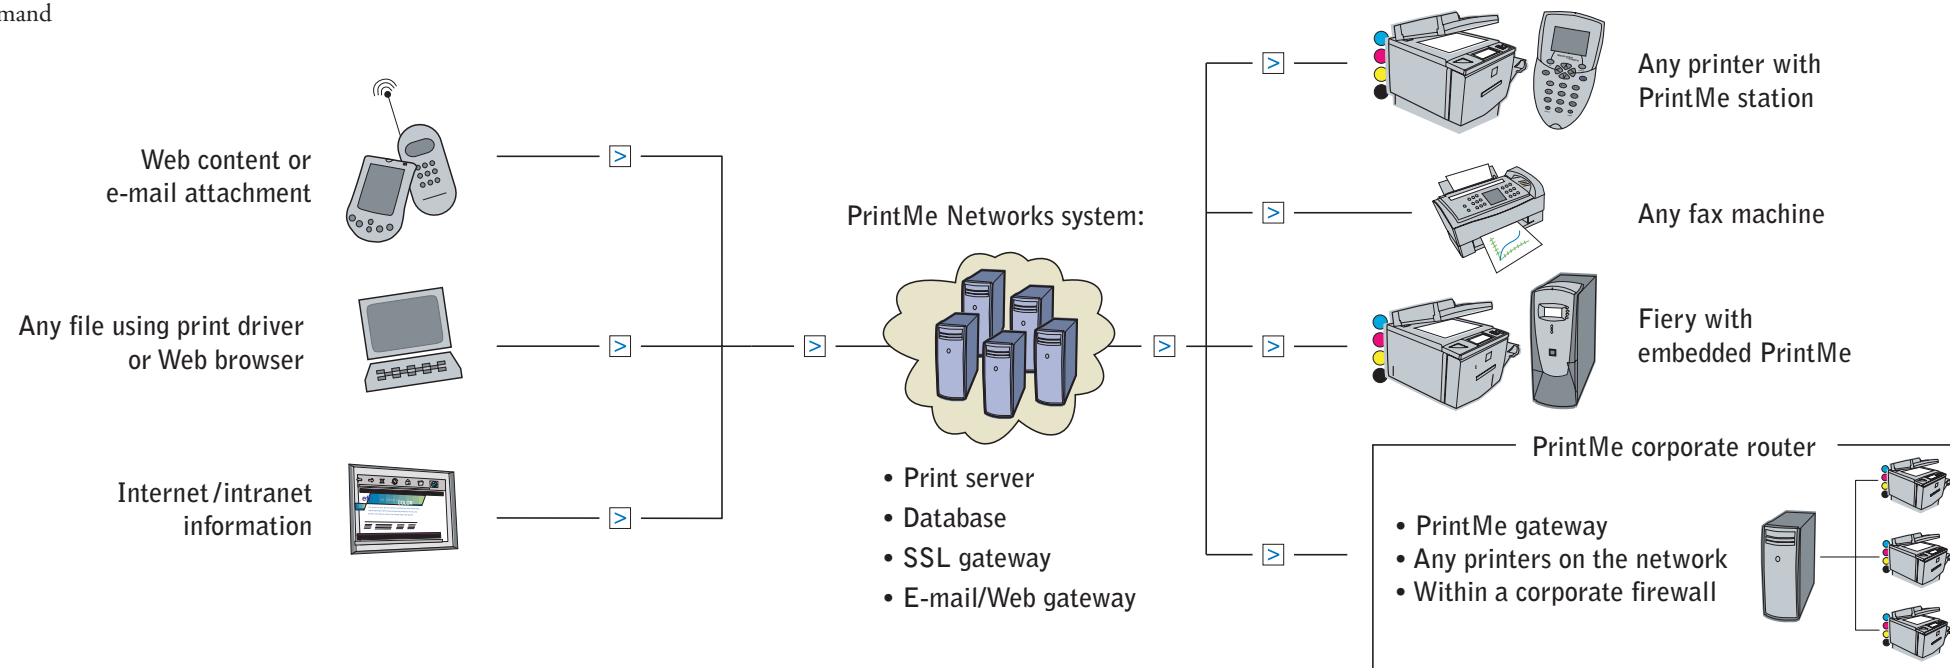 mand
Web content or
e-mail attachment
Any file using print driver
or Web browser
Internet/intranet
information
PrintMe Networks system:
• Print server
• Database
• SSL gateway
• E-mail/Web gateway
Any printer with
PrintMe station
Any fax machine
Fiery with
embedded PrintMe
PrintMe corporate router
• PrintMe gateway
• Any printers on the network
• Within a corporate firewall